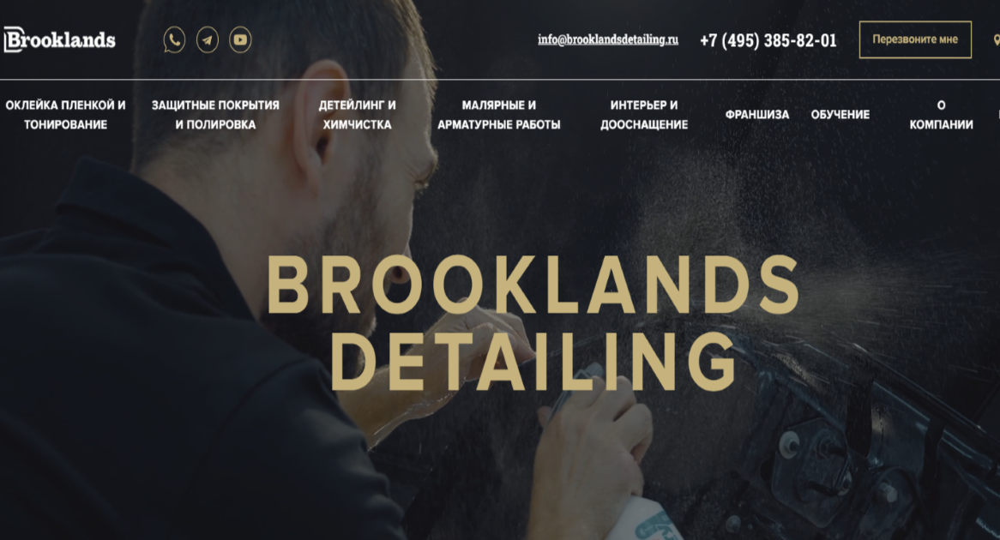 Brooklands
info@brooklandsdetailing.ru
+7 (495) 385-82-01
Перезвоните мне
ОКЛЕЙКА ПЛЕНКОЙ И
ТОНИРОВАНИЕ
ЗАЩИТНЫЕ ПОКРЫТИЯ
И ПОЛИРОВКА
ДЕТЕЙЛИНГ И
ХИМЧИСТКА
МАЛЯРНЫЕ И
АРМАТУРНЫЕ РАБОТЫ
ИНТЕРЬЕР И
ДООСНАЩЕНИЕ
ФРАНШИЗА
ОБУЧЕНИЕ
О
КОМПАНИИ
BROOKLANDS
DETAILING